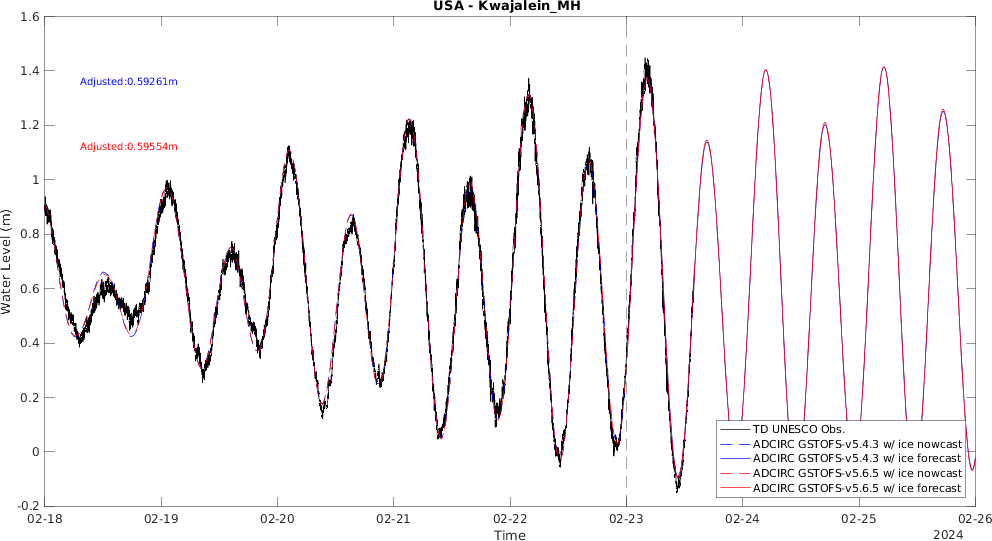 USA - Kwajalein_MH
1.6
1.4
1.2
1
0.8
0.6
0.4
0.2
0
-0.2
Water Level (m)
Adjusted:0.59261m
Adjusted:0.59554m
TD UNESCO Obs.
ADCIRC GSTOFS-v5.4.3 w/ ice nowcast
ADCIRC GSTOFS-v5.4.3 w/ ice forecast
ADCIRC GSTOFS-v5.6.5 w/ ice nowcast
ADCIRC GSTOFS-v5.6.5 w/ ice forecast
02-18 02-19 02-20 02-21 02-22 02-23 02-24 02-25 02-26
Time
2024